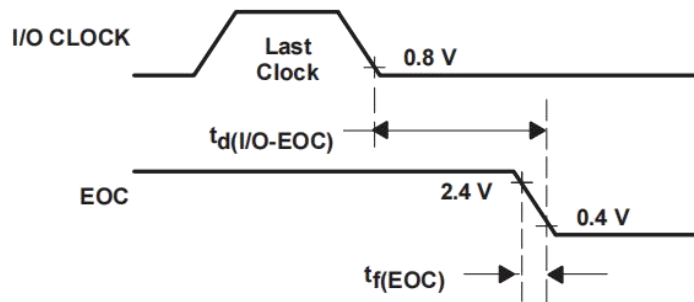 I/O CLOCK
Last
Clock
0.8 V
td(I/O-EOC)
EOC
2.4 V
0.4 V
tf(EOC)